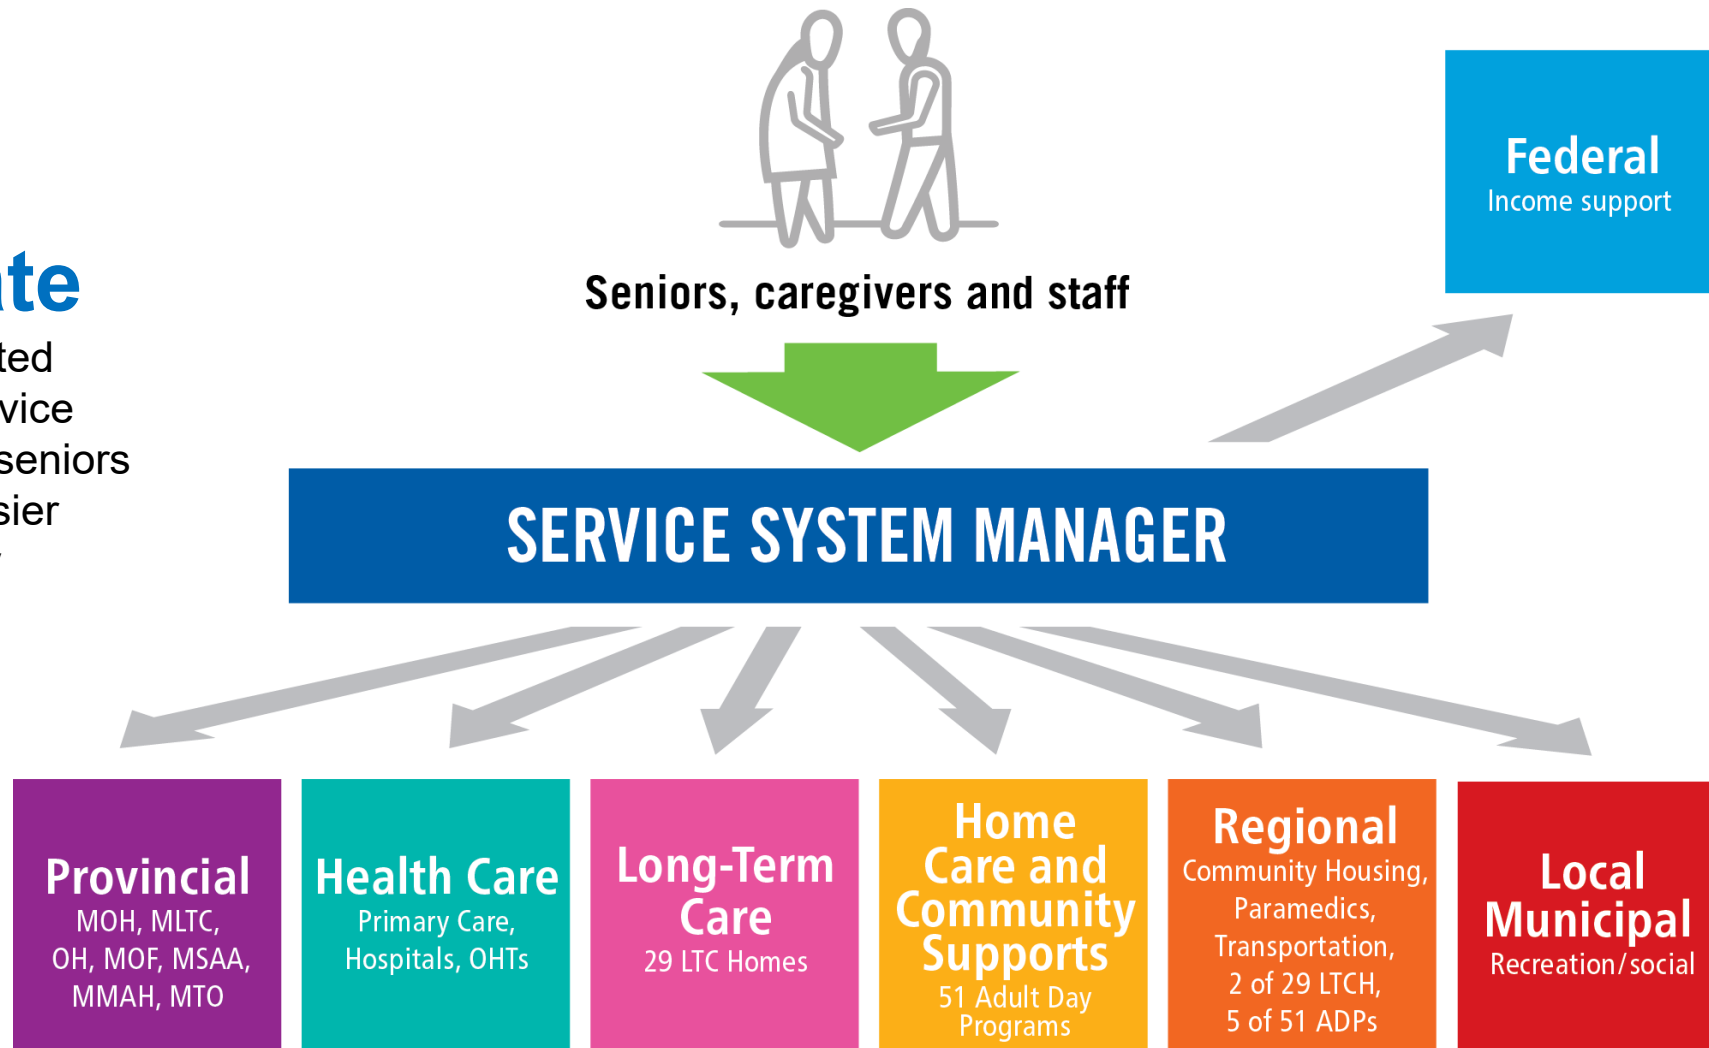 ate
ted
vice
seniors
sier
Seniors, caregivers and staff
Federal
Income support
SERVICE SYSTEM MANAGER
Provincial
MOH, MLTC,
OH, MOF, MSAA,
MMAH, MTO
Health Care
Primary Care,
Hospitals, OHTs
Long-Term
Care
29 LTC Homes
Home
Care and
Community
Supports
51 Adult Day
Programs
Regional
Community Housing,
Paramedics,
Transportation,
2 of 29 LTCH,
5 of 51 ADPs
Local
Municipal
Recreation/social